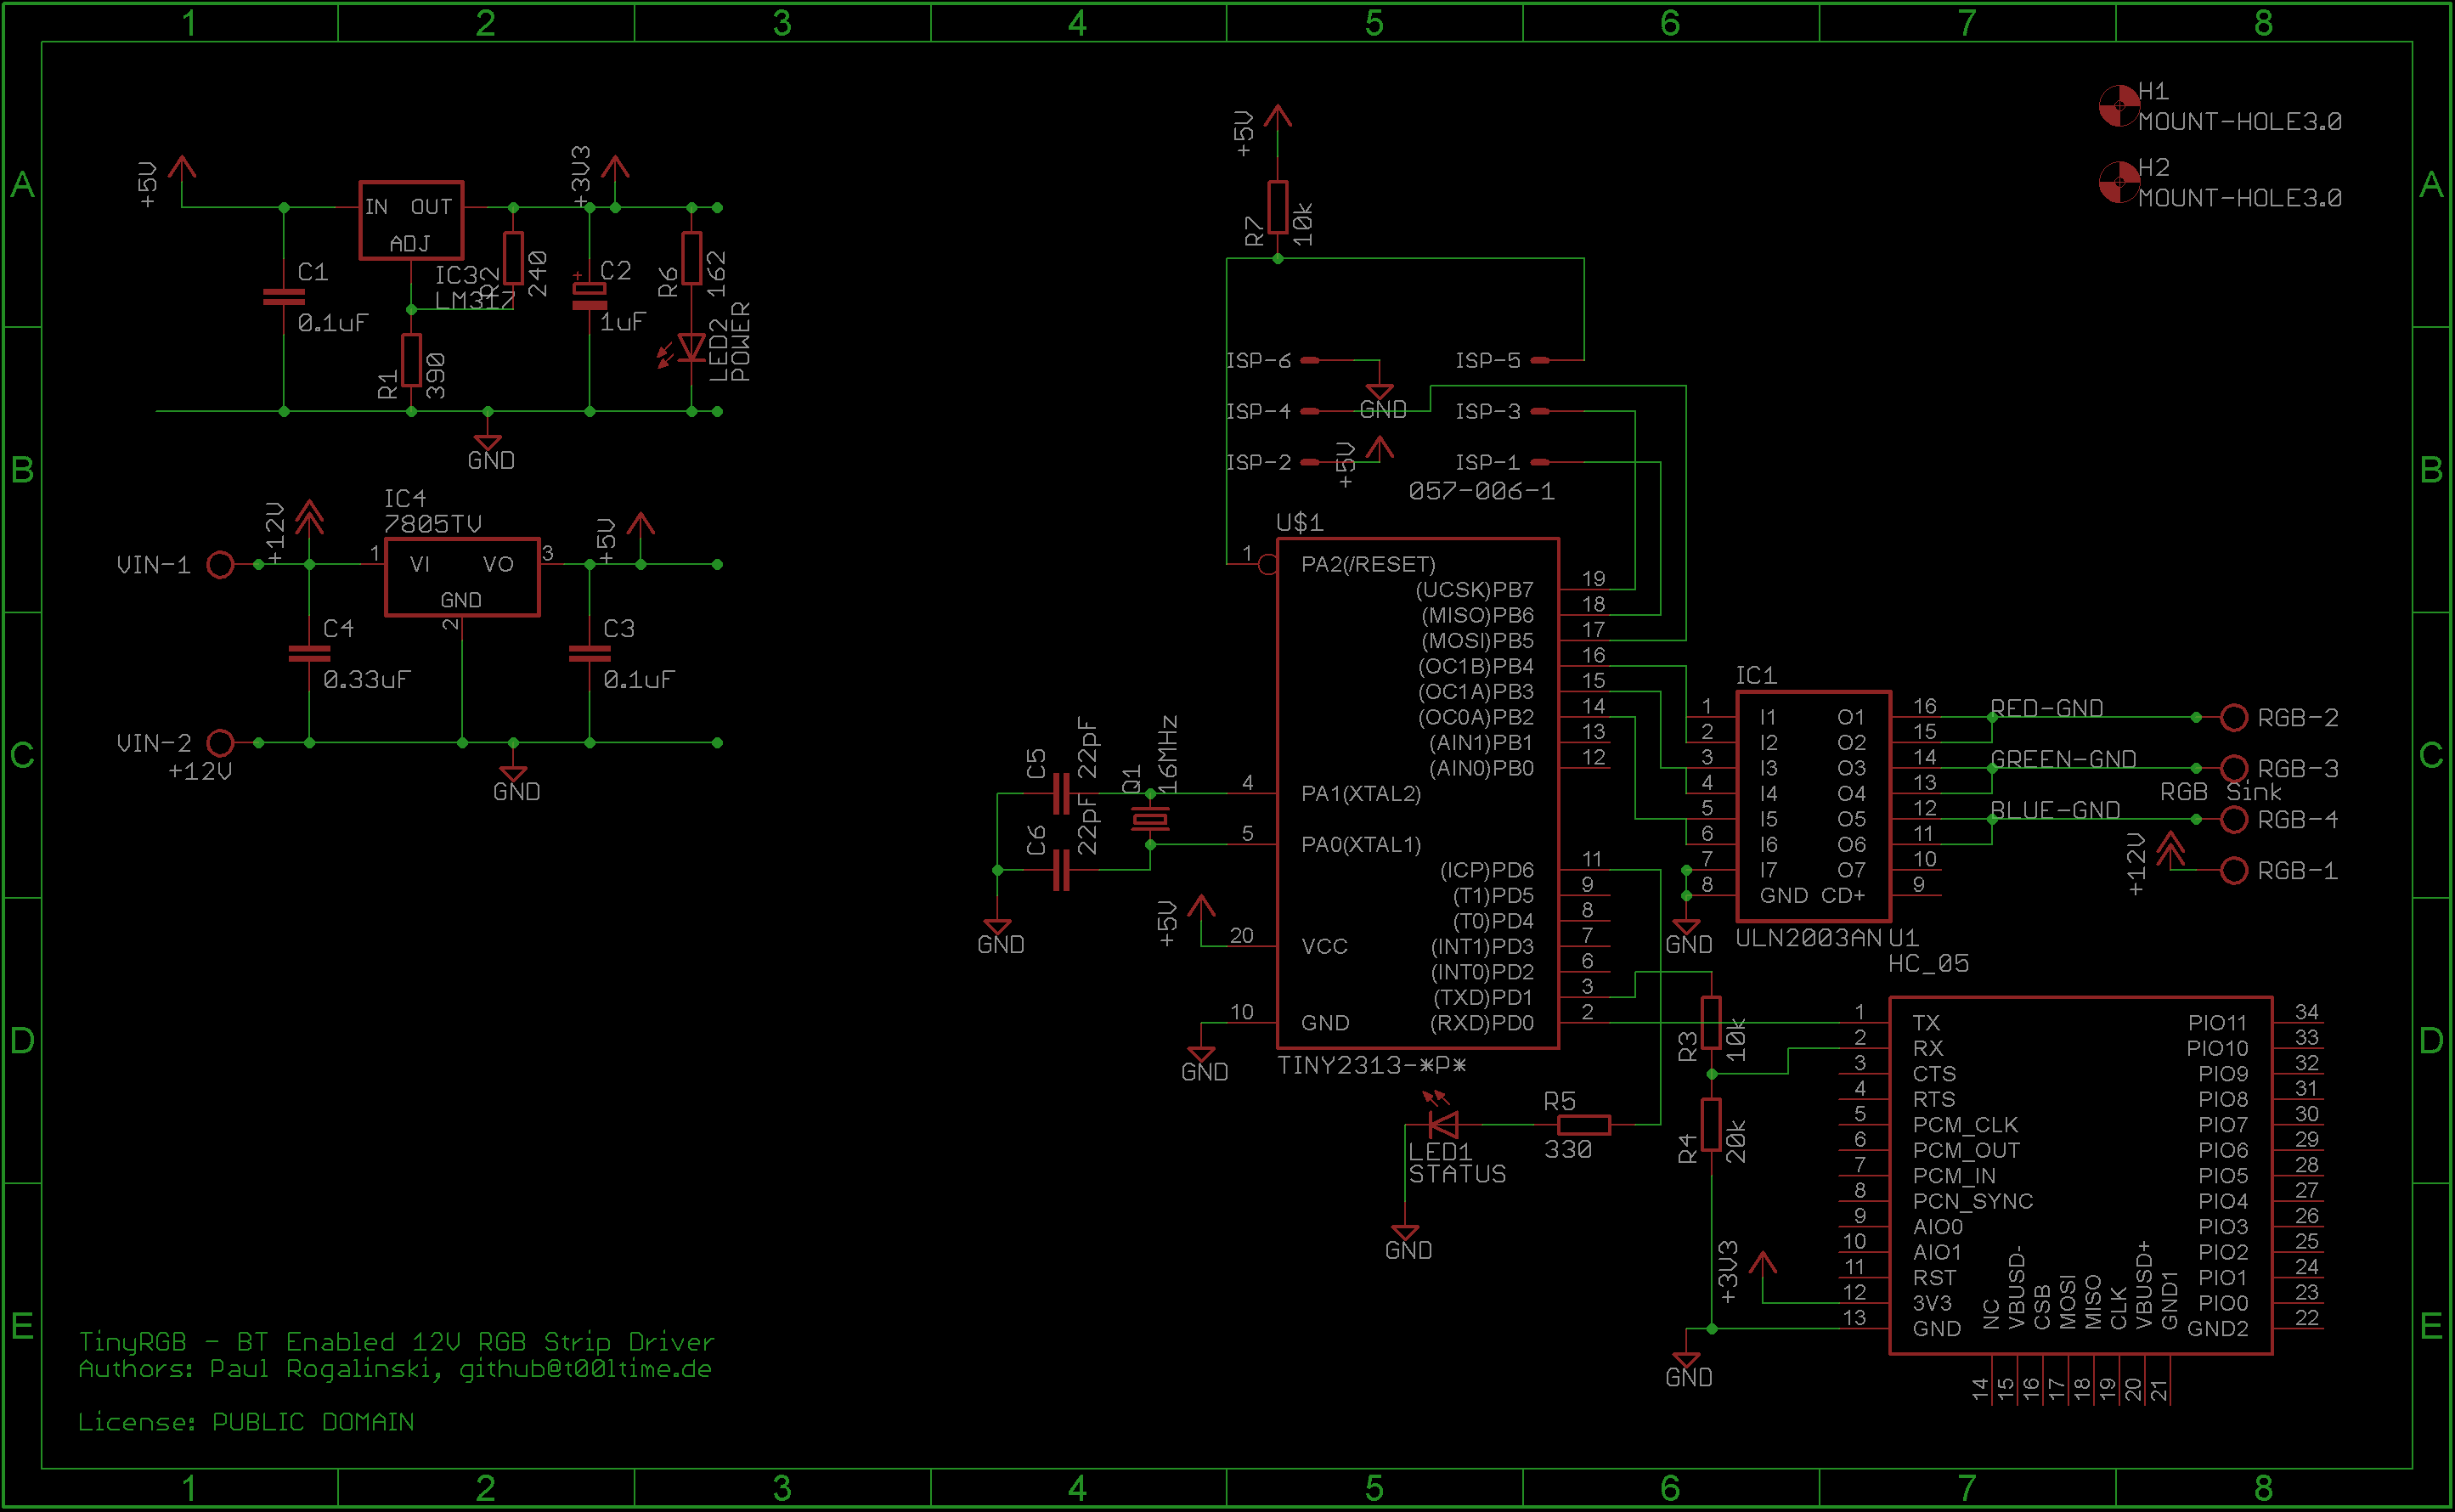 1 2 3 4 5 6 7 8
A
B
C
D
E
A
B
C
D
E
1 2 3 4 5 6 7 8
+5V
IN OUT
ADJ
IC3
LM317
C1
0.1uF
R1
390
R2
240
+3V3
C2
+
1uF
R6
162
LED2
POWER
GND
VIN-1
+12V
IC4
7805TV
1
VI VO
3
GND
2
+5V
C4
0.33uF
C3
0.1uF
VIN-2
+12V
GND
+5V
R7
10k
ISP-6
ISP-5
GND
ISP-4
ISP-3
ISP-2
+5V
ISP-1
057-006-1
U$1
1
PA2(/RESET)
(UCSK)PB7
19
(MISO)PB6
18
(MOSI)PB5
17
(OC1B)PB4
16
(OC1A)PB3
15
(OC0A)PB2
14
(AIN1)PB1
13
(AIN0)PB0
12
4
PA1(XTAL2)
5
PA0(XTAL1)
(ICP)PD6
11
(T1)PD5
9
(T0)PD4
8
20
VCC
(INT1)PD3
7
(INT0)PD2
6
(TXD)PD1
3
10
GND
(RXD)PD0
2
TINY2313-*P*
C5
22pF
C6
22pF
Q1
16MHz
GND
+5V
GND
IC1
1
I1 O1
16
2
I2 O2
15
3
I3 O3
14
4
I4 O4
13
5
I5 O5
12
6
I6 O6
11
7
I7 O7
10
8
GND CD+
9
ULN2003AN
GND
RED-GND
RGB-2
GREEN-GND
RGB-3
RGB Sink
BLUE-GND
RGB-4
+12V
RGB-1
H1
MOUNT-HOLE3.0
H2
MOUNT-HOLE3.0
R3
10k
R4
20k
R5
330
LED1
STATUS
GND
+3V3
GND
U1
HC_05
1
TX
2
RX
3
CTS
4
RTS
5
PCM_CLK
6
PCM_OUT
7
PCM_IN
8
PCN_SYNC
9
AIO0
10
AIO1
11
RST
12
3V3
13
GND
NC
14
VBUSD-
15
CSB
16
MOSI
17
MISO
18
CLK
19
VBUSD+
20
GND1
21
PIO11
34
PIO10
33
PIO9
32
PIO8
31
PIO7
30
PIO6
29
PIO5
28
PIO4
27
PIO3
26
PIO2
25
PIO1
24
PIO0
23
GND2
22
TinyRGB - BT Enabled 12V RGB Strip Driver
Authors: Paul Rogalinski, github@t00ltime.de
License: PUBLIC DOMAIN